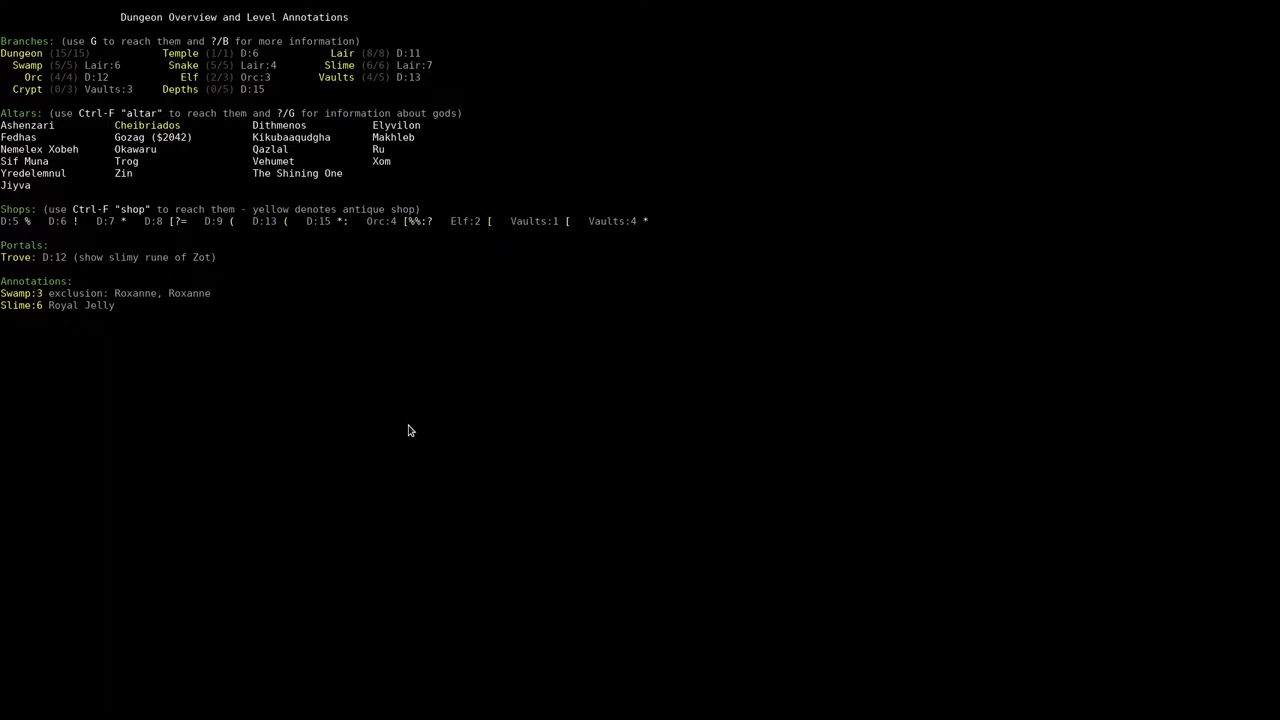 Dungeon Overview and Level Annotations
Branches: (use G to reach them and ?/B for more information)
Dungeon (15/15) Temple (1/1) D:6 Lair (8/8) D:11
Swamp (5/5) Lair:6 Snake (5/5) Lair:4 Slime (6/6) Lair:7
Orc (4/4) D:12 Elf (2/3) Orc:3 Vaults (4/5) D:13
Crypt (0/3) Vaults:3 Depths (0/5) D:15
Altars: (use Ctrl-F "altar" to reach them and ?/G for information about gods)
Ashenzari Cheibriados Dithmenos Elyvilon
Fedhas Gozag ($2042) Kikubaaqudgha Makhleb
Nemelex Xobeh Okawaru Qazlal Ru
Sif Muna Trog Vehumet Xom
Yredelemnul Zin The Shining One
Jiyva
Shops: (use Ctrl-F "shop" to reach them - yellow denotes antique shop)
D:5 % D:6 ! D:7 * D:8 [?= D:9 ( D:13 ( D:15 *: Orc:4 [%%:? Elf:2 [ Vaults:1 [ Vaults:4 *
Portals:
Trove: D:12 (show slimy rune of Zot)
Annotations:
Swamp:3 exclusion: Roxanne, Roxanne
Slime:6 Royal Jelly